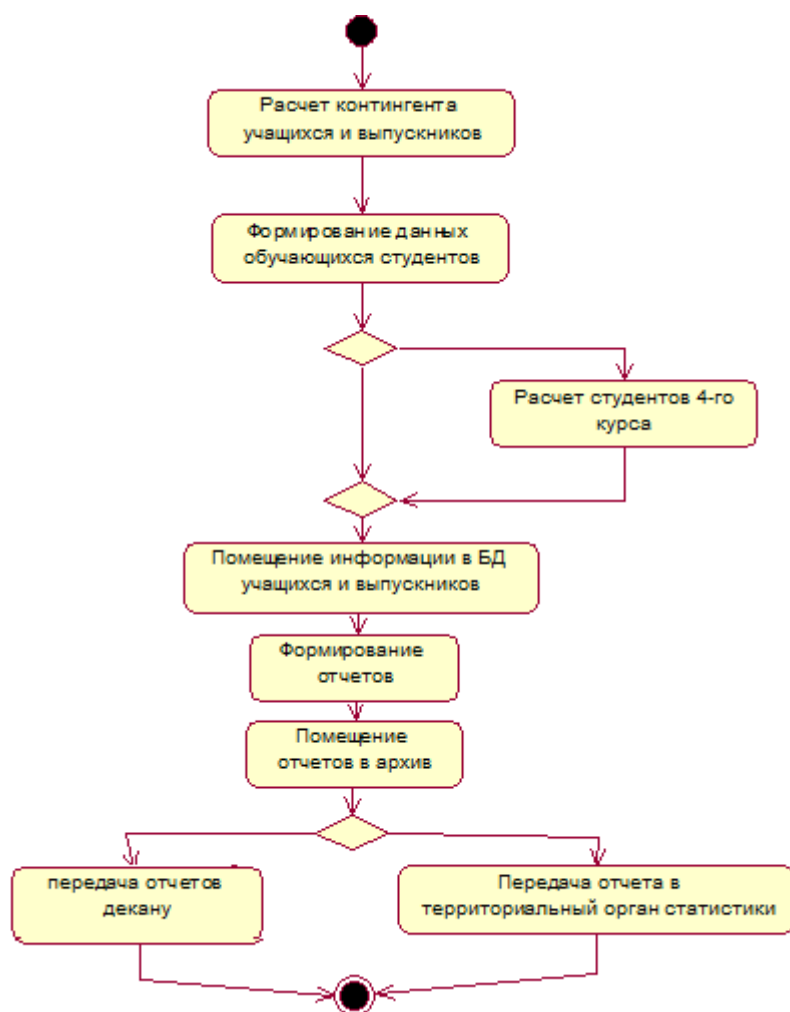 Расчет контингента
учащихся и выпускников
Формирование данных
обучающихся студентов
Расчет студентов 4-го
курса
Помещение информации в БД
учащихся и выпускников
Формирование
отчетов
Помещение
отчетов в архив
передача отчетов
декану
Передача отчета в
территориальный орган статистики